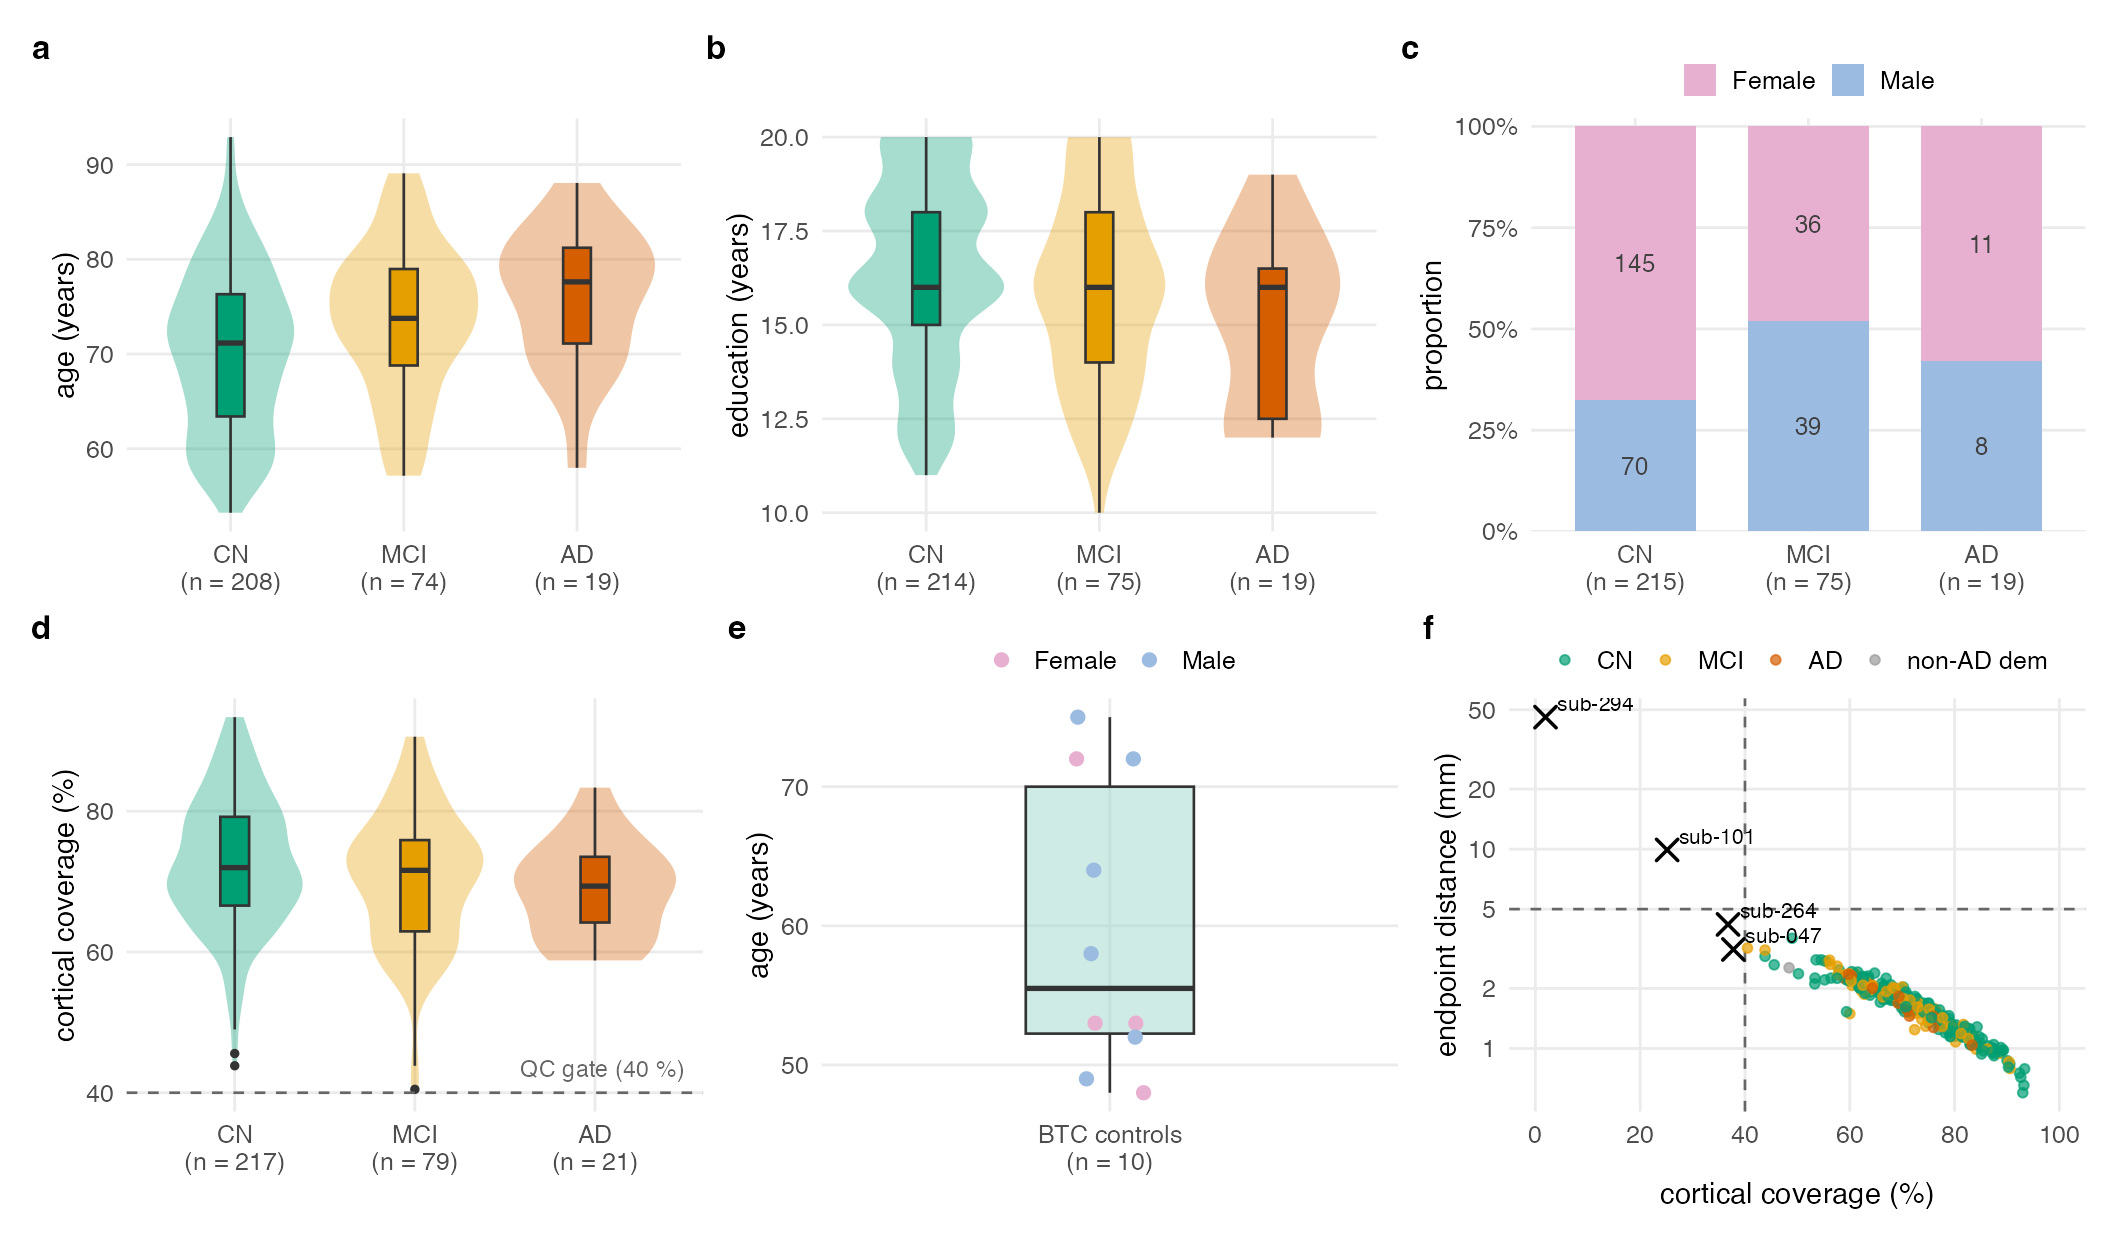 a
age (years)
90
80
70
60
CN
(n = 208)
MCI
(n = 74)
AD
(n = 19)
b
education (years)
20.0
17.5
15.0
12.5
10.0
CN
(n = 214)
MCI
(n = 75)
AD
(n = 19)
c
Female
Male
proportion
100%
75%
50%
25%
0%
145
70
36
39
11
8
CN
(n = 215)
MCI
(n = 75)
AD
(n = 19)
d
cortical coverage (%)
80
60
40
QC gate (40 %)
CN
(n = 217)
MCI
(n = 79)
AD
(n = 21)
e
Female
Male
age (years)
70
60
50
BTC controls
(n = 10)
f
CN
MCI
AD
non-AD dem
endpoint distance (mm)
50
20
10
5
2
1
sub-294
sub-101
sub-264
sub-047
0
20
40
60
80
100
cortical coverage (%)